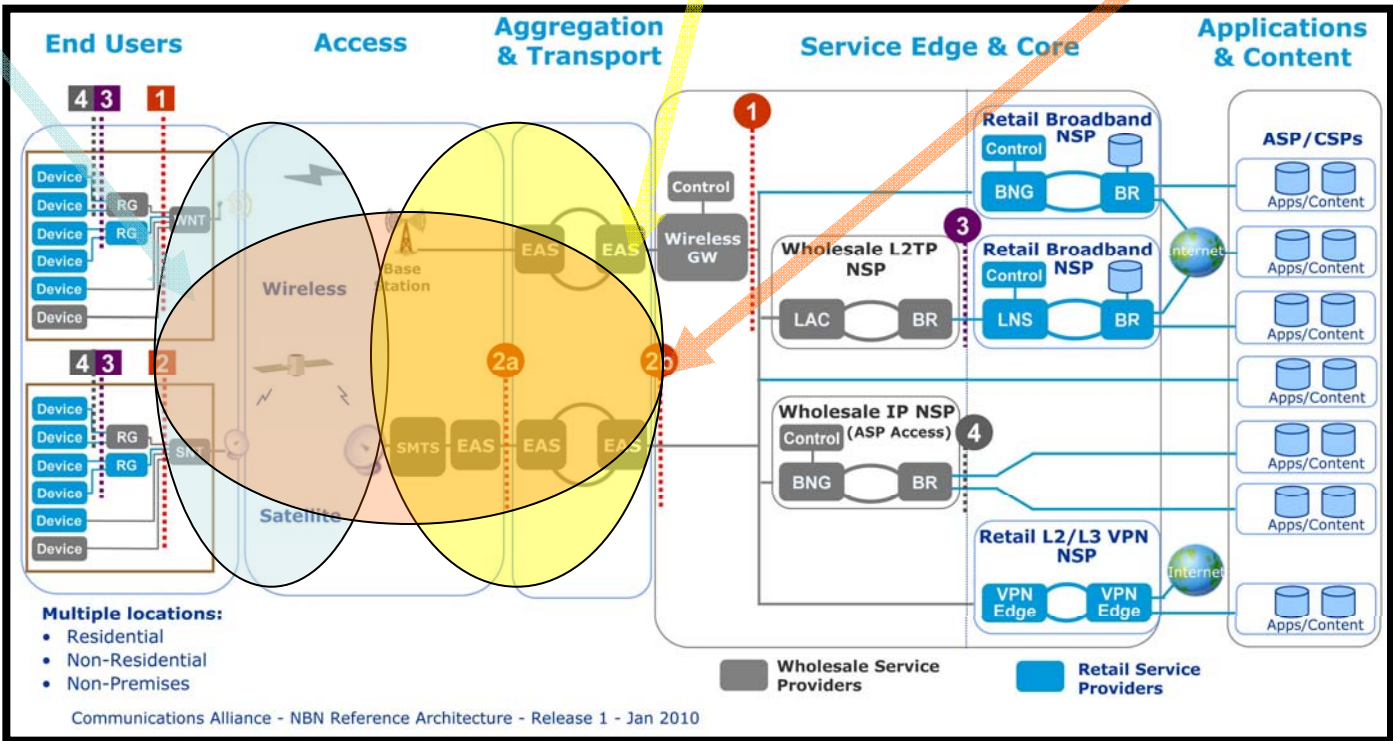 End Users
Access
Aggregation
& Transport
Service Edge & Core
Applications
& Content
4 3 1
Device
Device
Device
Device
Device
Device
RG
RG
WNT
Base
Station
Wireless
EAS
EAS
Control
Wireless
GW
1
Wholesale L2TP
NSP
LAC
BR
3
Retail Broadband
NSP
Control
BNG
BR
Retail Broadband
NSP
Control
LNS
BR
Internet
ASP/CSPs
Apps/Content
Apps/Content
Apps/Content
Apps/Content
Apps/Content
Apps/Content
Apps/Content
4 3 2
Device
Device
Device
Device
Device
Device
RG
RG
SNT
Satellite
SMTS
EAS
2a
EAS
EAS
2b
Wholesale IP NSP
(ASP Access)
Control
BNG
BR
4
Retail L2/L3 VPN
NSP
VPN
Edge
VPN
Edge
Internet
Multiple locations:
• Residential
• Non-Residential
• Non-Premises
Wholesale Service
Providers
Retail Service
Providers
Communications Alliance - NBN Reference Architecture - Release 1 - Jan 2010